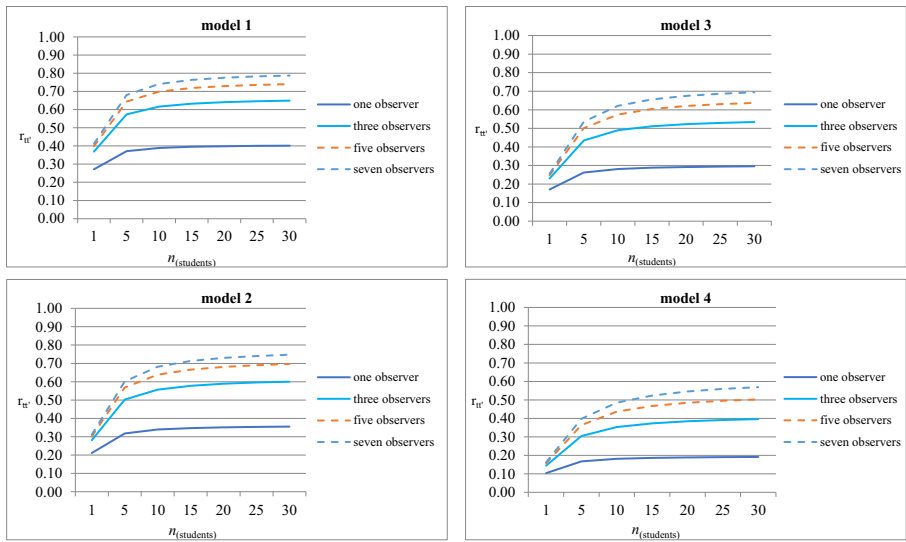 model 1
1.00
0.90
0.80
0.70
0.60
0.50
0.40
0.30
0.20
0.10
0.00
r_tt'
1 5 10 15 20 25 30
n(students)
one observer
three observers
five observers
seven observers
model 3
1.00
0.90
0.80
0.70
0.60
0.50
0.40
0.30
0.20
0.10
0.00
r_tt'
1 5 10 15 20 25 30
n(students)
one observer
three observers
five observers
seven observers
model 2
1.00
0.90
0.80
0.70
0.60
0.50
0.40
0.30
0.20
0.10
0.00
r_tt'
1 5 10 15 20 25 30
n(students)
one observer
three observers
five observers
seven observers
model 4
1.00
0.90
0.80
0.70
0.60
0.50
0.40
0.30
0.20
0.10
0.00
r_tt'
1 5 10 15 20 25 30
n(students)
one observer
three observers
five observers
seven observers